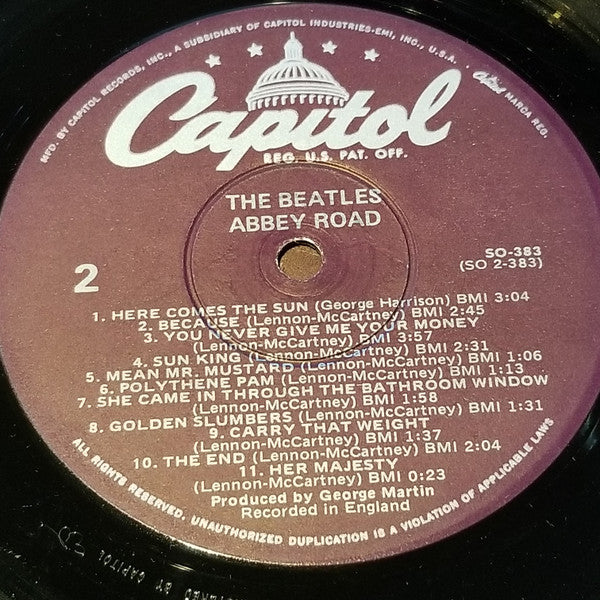 MFD. BY CAPITOL RECORDS, INC., A SUBSIDIARY OF CAPITOL INDUSTRIES-EMI, INC., U.S.A. • Capitol MARCA REG.
Capitol
REG. U.S. PAT. OFF.
THE BEATLES
ABBEY ROAD
2
SO-383
(SO 2-383)
1. HERE COMES THE SUN (George Harrison) BMI 3:04
2. BECAUSE (Lennon-McCartney) BMI 2:45
3. YOU NEVER GIVE ME YOUR MONEY
(Lennon-McCartney) BMI 3:57
4. SUN KING (Lennon-McCartney) BMI 2:31
5. MEAN MR. MUSTARD (Lennon-McCartney) BMI 1:06
6. POLYTHENE PAM (Lennon-McCartney) BMI 1:13
7. SHE CAME IN THROUGH THE BATHROOM WINDOW
(Lennon-McCartney) BMI 1:58
8. GOLDEN SLUMBERS (Lennon-McCartney) BMI 1:31
9. CARRY THAT WEIGHT
(Lennon-McCartney) BMI 1:37
10. THE END (Lennon-McCartney) BMI 2:04
11. HER MAJESTY
(Lennon-McCartney) BMI 0:23
Produced by George Martin
Recorded in England
ALL RIGHTS RESERVED. UNAUTHORIZED DUPLICATION IS A VIOLATION OF APPLICABLE LAWS
BY CAPITOL